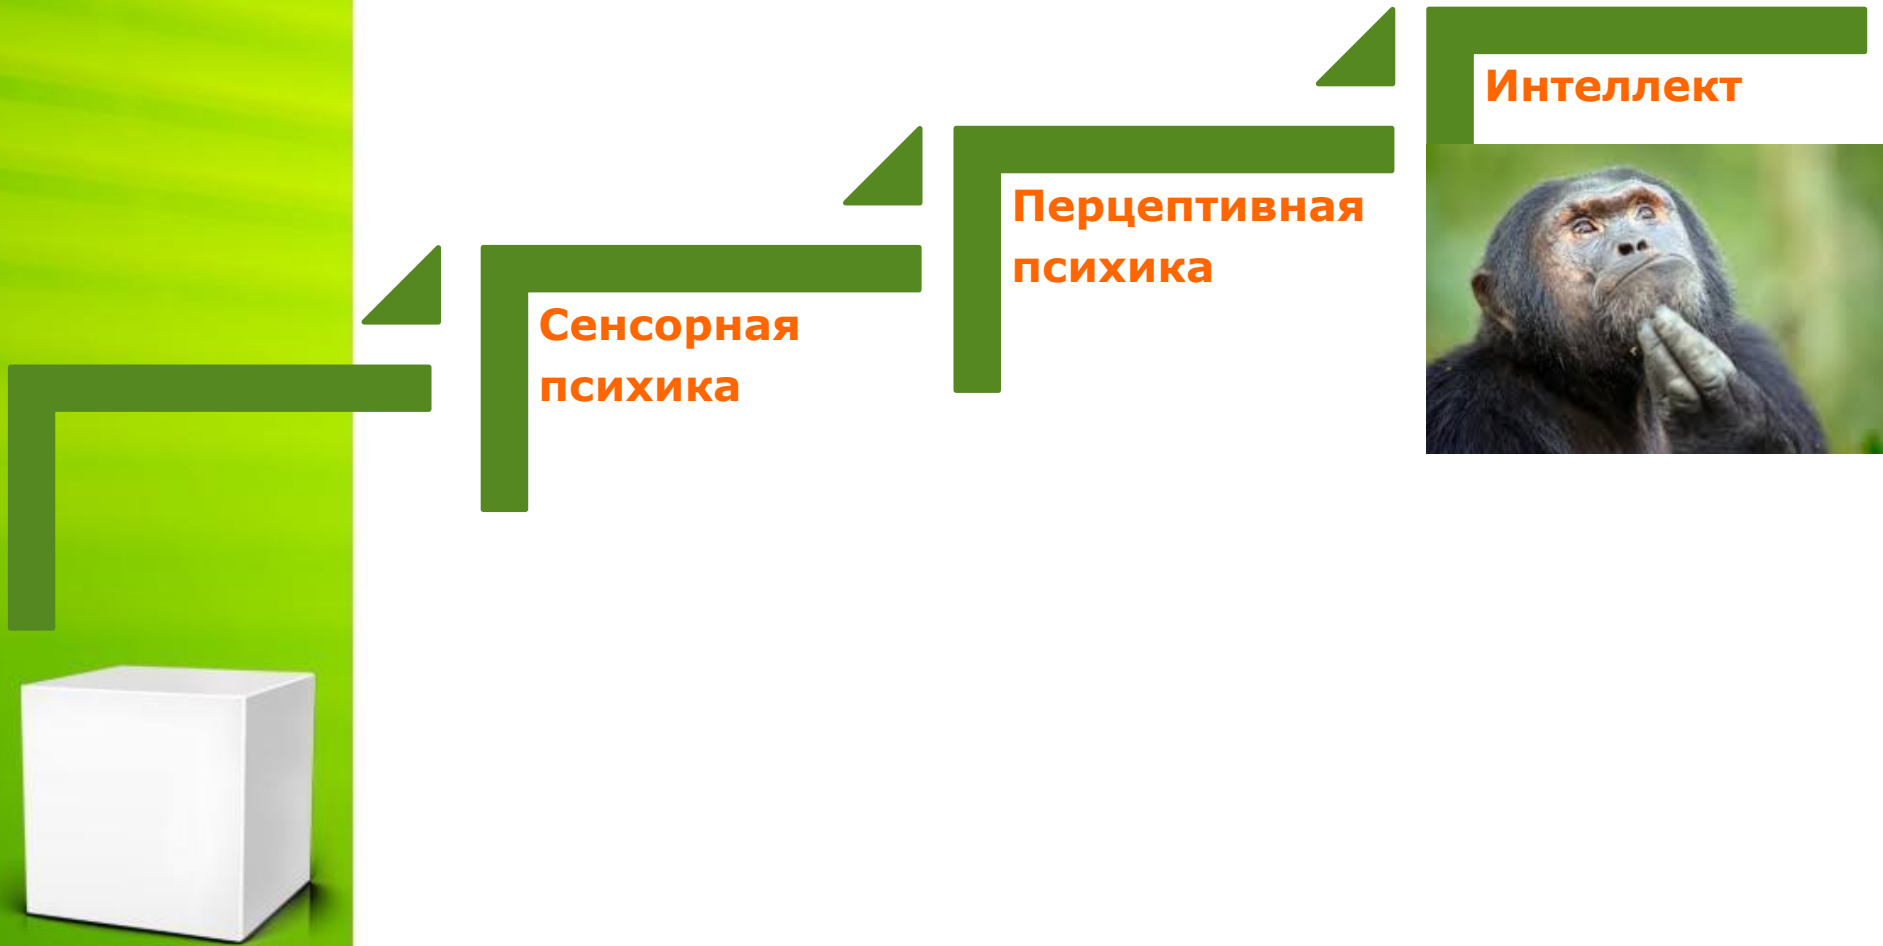 Интеллект
Перцептивная
психика
Сенсорная
психика